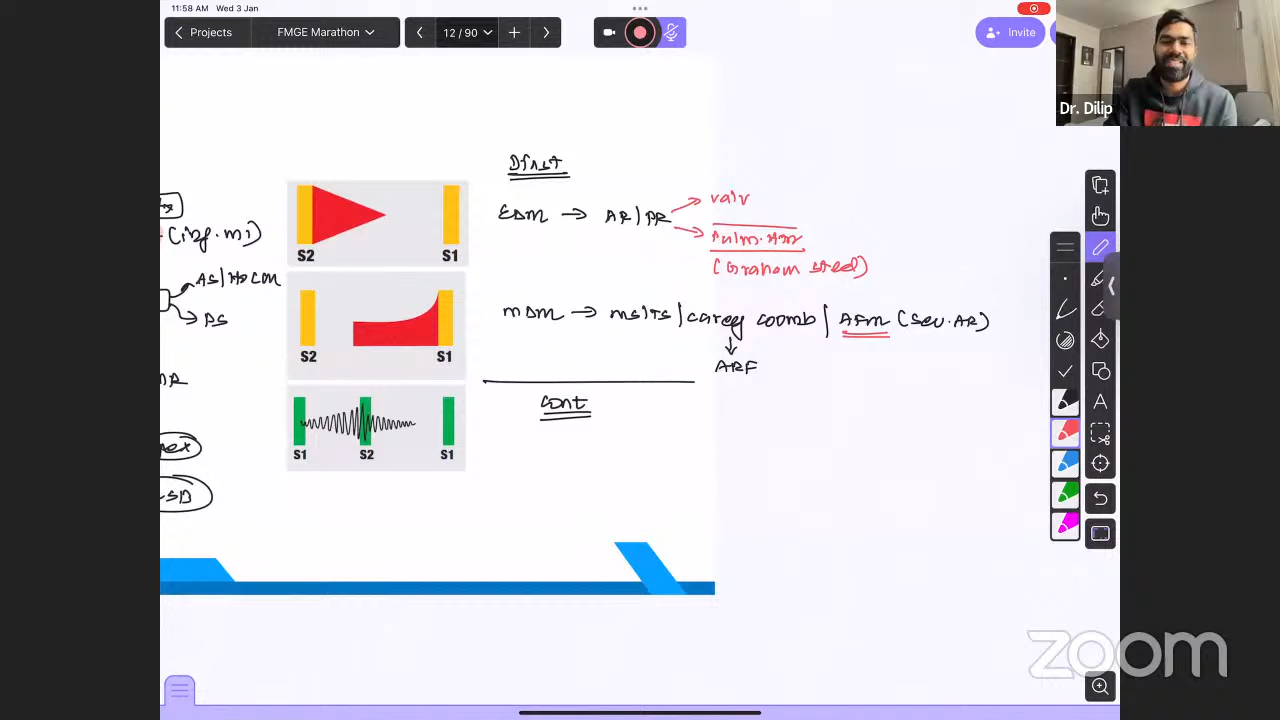 11:58 AM Wed 3 Jan
Projects
FMGE Marathon
12 / 90
Invite
Dr. Dilip
Diast
EDM → AR/PR
valv
Pulm. HTN
(Graham Steel)
(inf. MI)
AS/HOCM
PS
S2 S1
MDM → MS/TS/Carey Coomb/AFM (Sev. AR)
ARF
S2 S1
Cont
S1 S2 S1
zoom